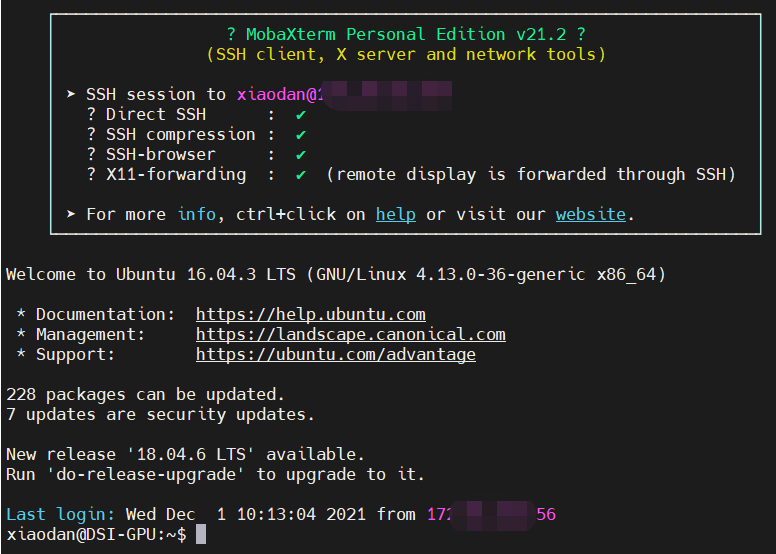 ? MobaXterm Personal Edition v21.2 ?
(SSH client, X server and network tools)
➤ SSH session to xiaodan@
? Direct SSH : ✔
? SSH compression : ✔
? SSH-browser : ✔
? X11-forwarding : ✔ (remote display is forwarded through SSH)
➤ For more info, ctrl+click on help or visit our website.
Welcome to Ubuntu 16.04.3 LTS (GNU/Linux 4.13.0-36-generic x86_64)
* Documentation: https://help.ubuntu.com
* Management: https://landscape.canonical.com
* Support: https://ubuntu.com/advantage
228 packages can be updated.
7 updates are security updates.
New release '18.04.6 LTS' available.
Run 'do-release-upgrade' to upgrade to it.
Last login: Wed Dec 1 10:13:04 2021 from 172 56
xiaodan@DSI-GPU:~$